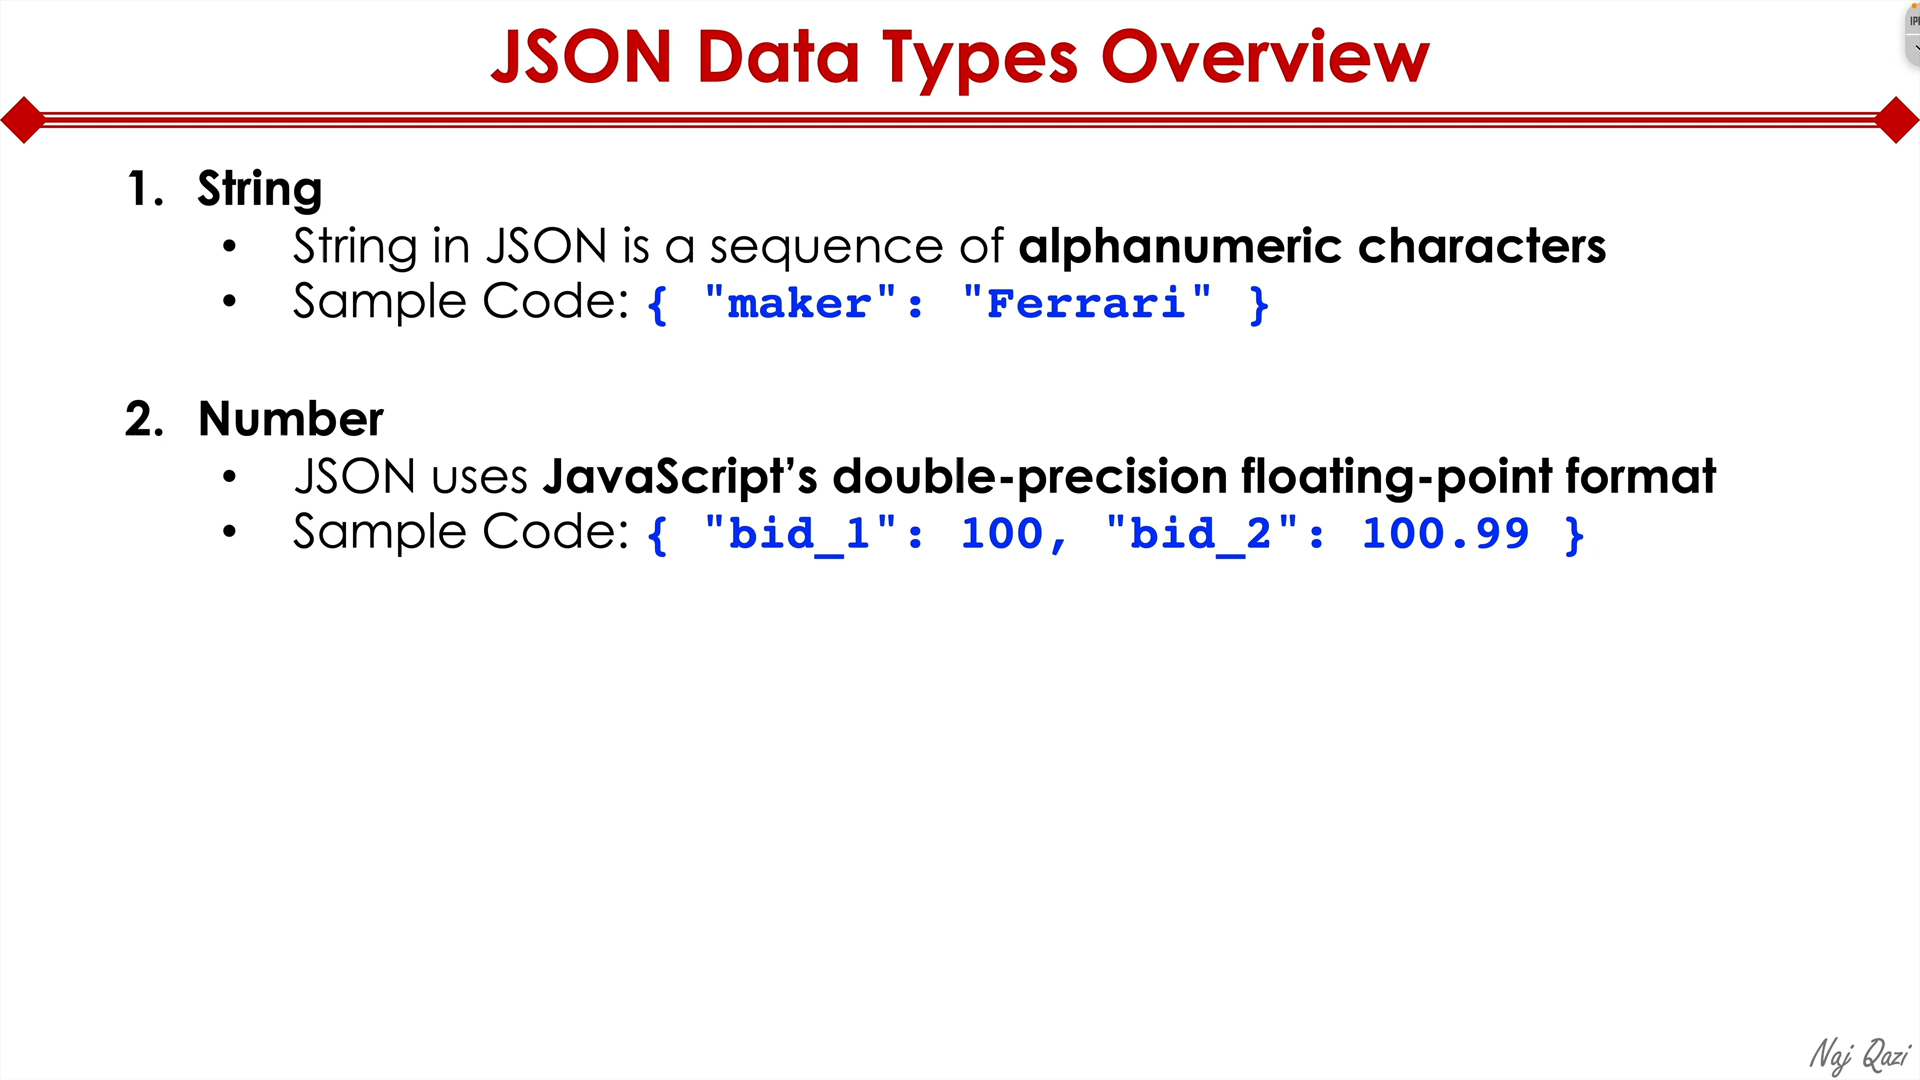 JSON Data Types Overview
1. String
• String in JSON is a sequence of alphanumeric characters
• Sample Code: { "maker": "Ferrari" }
2. Number
• JSON uses JavaScript’s double-precision floating-point format
• Sample Code: { "bid_1": 100, "bid_2": 100.99 }
Naj Qazi